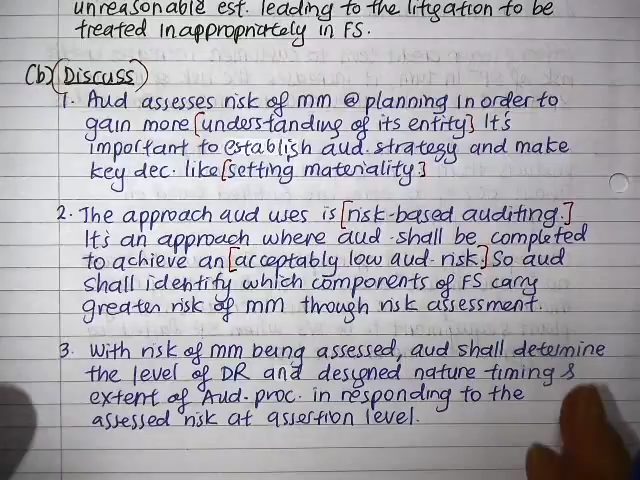 unreasonable est. leading to the litigation to be
treated inappropriately in FS.
(b) (Discuss)
1. Aud assesses risk of mm @ planning in order to
gain more [understanding of its entity] It's
important to establish aud. strategy and make
key dec. like [setting materiality.]
2. The approach aud uses is [risk-based auditing.]
It's an approach where aud shall be completed
to achieve an [acceptably low aud. risk.] So aud
shall identify which components of FS carry
greater risk of mm through risk assessment.
3. With risk of mm being assessed, aud shall determine
the level of DR and designed nature timing &
extent of Aud. proc. in responding to the
assessed risk at assertion level.